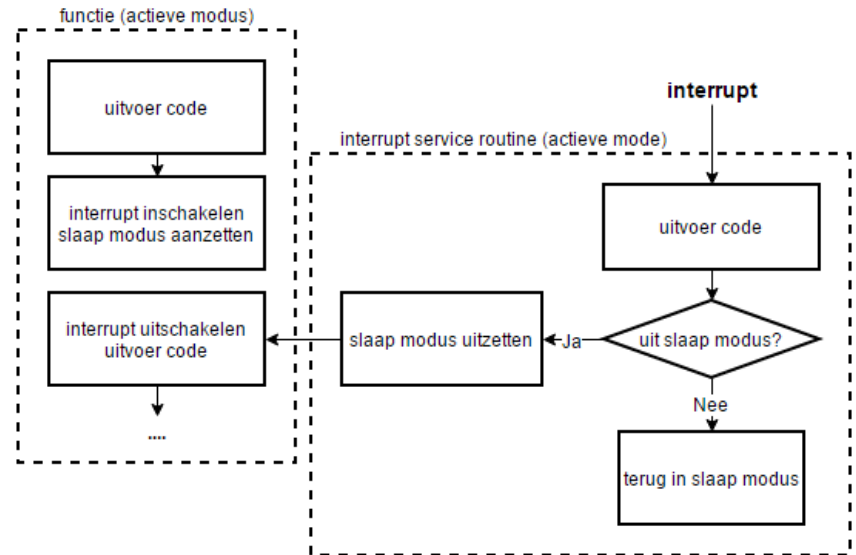 functie (actieve modus)
uitvoer code
interrupt inschakelen
slaap modus aanzetten
interrupt uitschakelen
uitvoer code
....
interrupt
interrupt service routine (actieve mode)
uitvoer code
uit slaap modus?
Ja
slaap modus uitzetten
Nee
terug in slaap modus